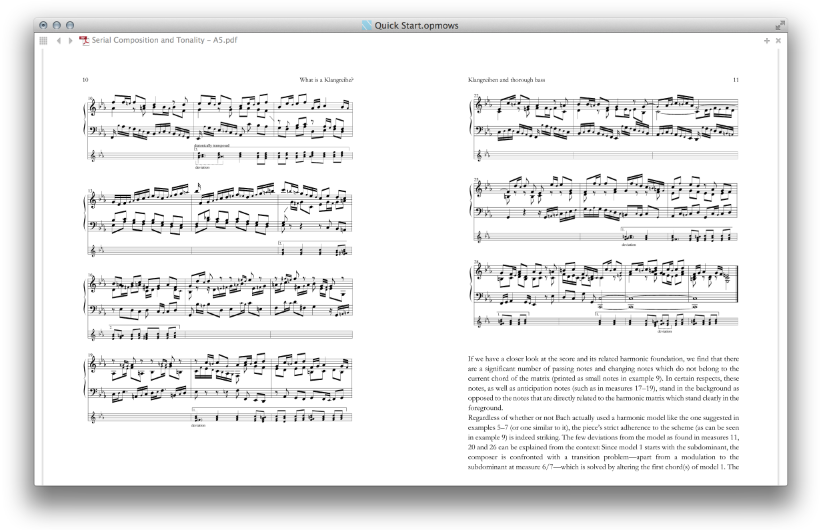 Quick Start.opmows
Serial Composition and Tonality – A5.pdf
10
What is a Klangreihe?
diatonically transposed
deviation
deviation
Klangreihen and thorough bass
11
deviation
deviation
If we have a closer look at the score and its related harmonic foundation, we find that there
are a significant number of passing notes and changing notes which do not belong to the
current chord of the matrix (printed as small notes in example 9). In certain respects, these
notes, as well as anticipation notes (such as in measures 17–19), stand in the background as
opposed to the notes that are directly related to the harmonic matrix which stand clearly in the
foreground.
Regardless of whether or not Bach actually used a harmonic model like the one suggested in
examples 5–7 (or one similar to it), the piece's strict adherence to the scheme (as can be seen
in example 9) is indeed striking. The few deviations from the model as found in measures 11,
20 and 26 can be explained from the context: Since model 1 starts with the subdominant, the
composer is confronted with a transition problem—apart from a modulation to the
subdominant at measure 6/7—which is solved by altering the first chord(s) of model 1. The